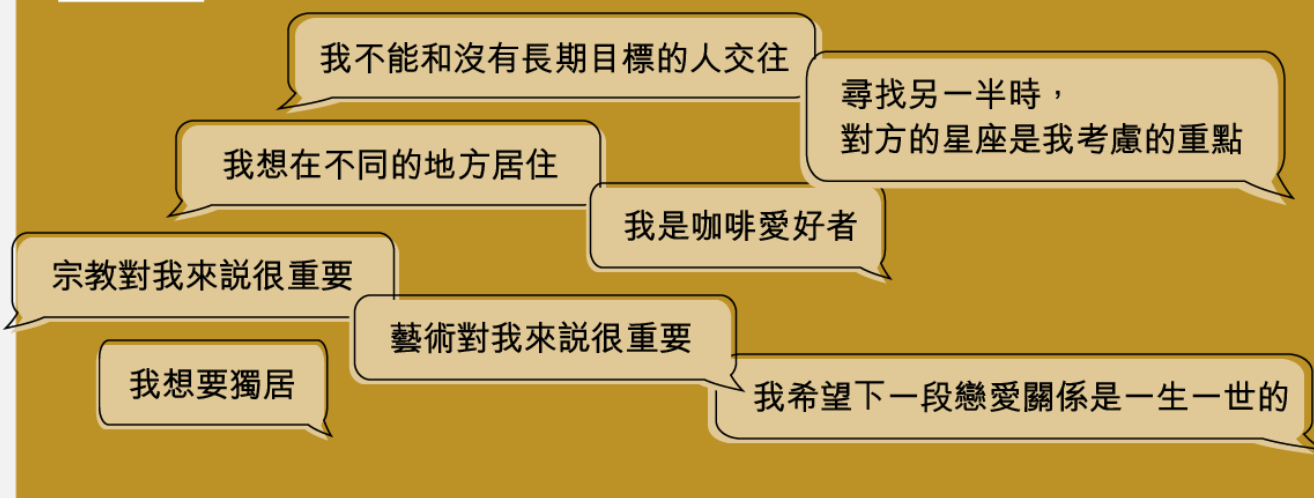 我不能和沒有長期目標的人交往
尋找另一半時，
對方的星座是我考慮的重點
我想在不同的地方居住
我是咖啡愛好者
宗教對我來説很重要
藝術對我來説很重要
我想要獨居
我希望下一段戀愛關係是一生一世的